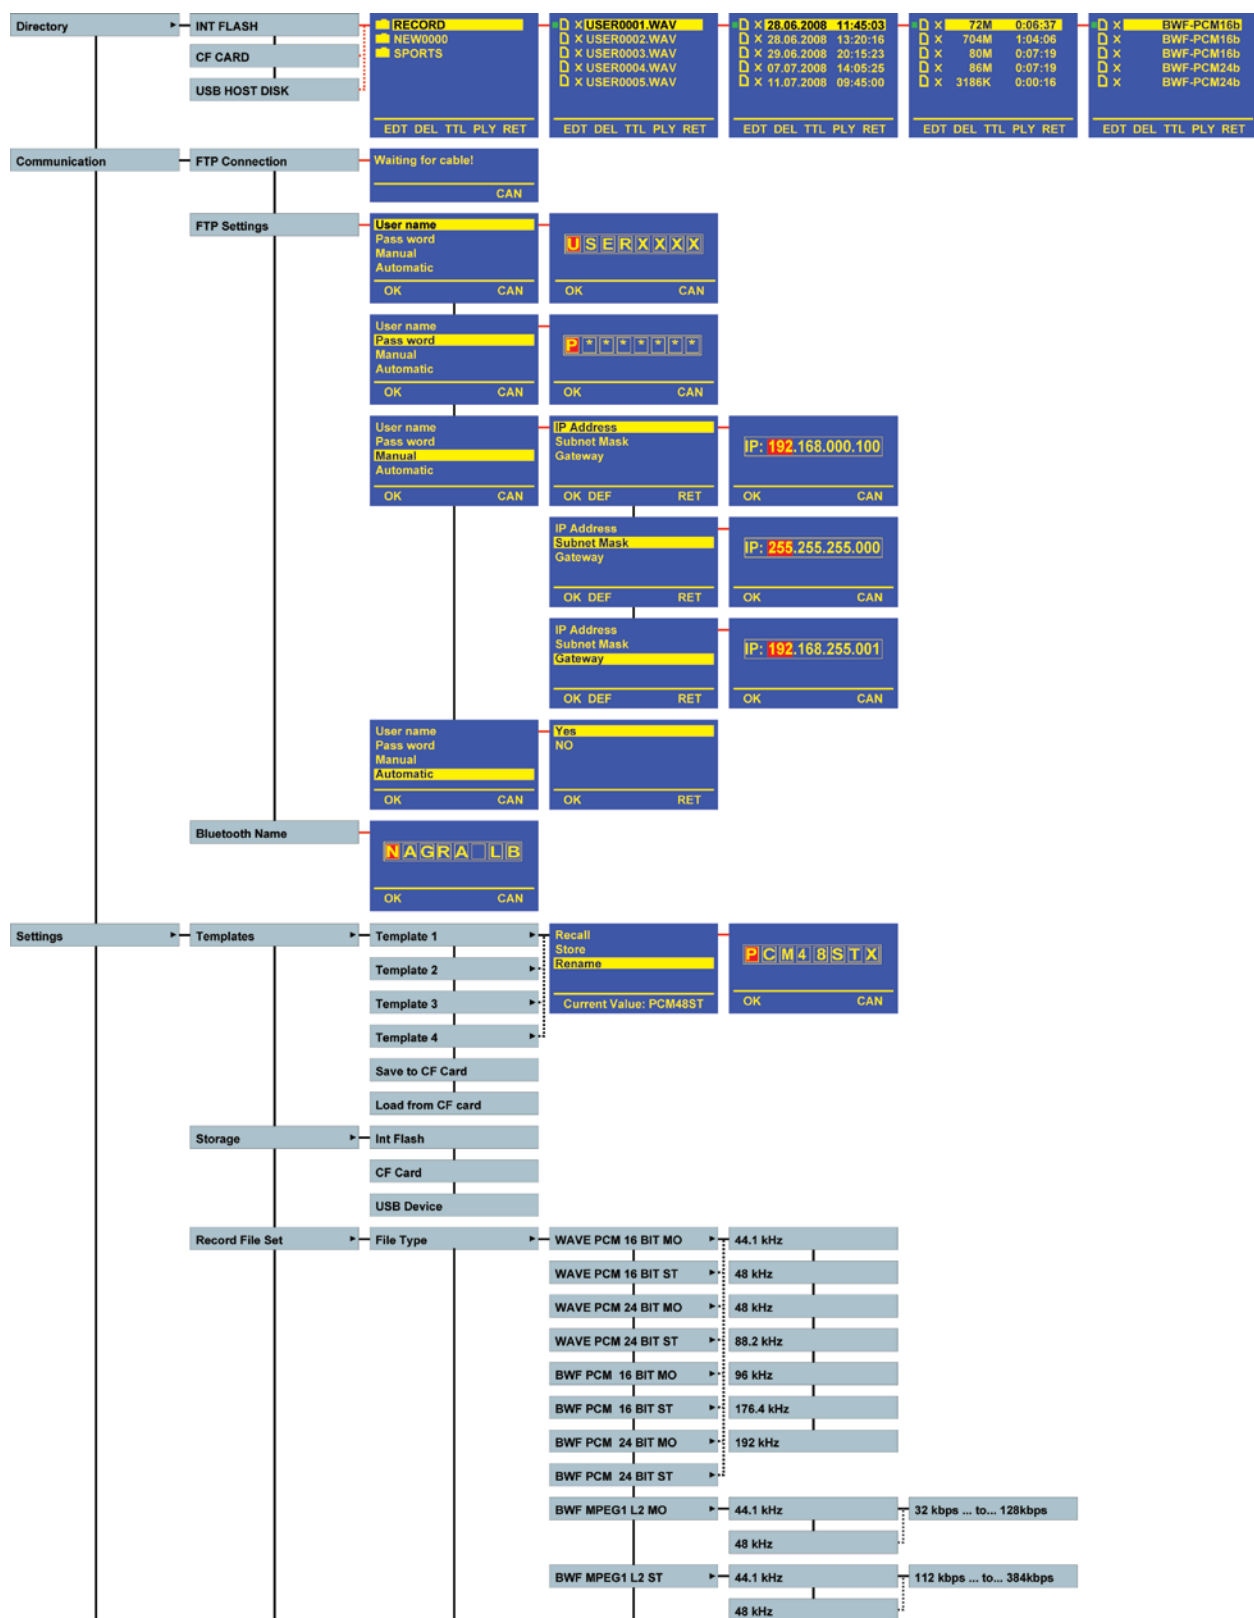 Directory
INT FLASH
CF CARD
USB HOST DISK
RECORD
NEW0000
SPORTS
EDT DEL TTL PLY RET
X USER0001.WAV
X USER0002.WAV
X USER0003.WAV
X USER0004.WAV
X USER0005.WAV
EDT DEL TTL PLY RET
X 28.06.2008 11:45:03
X 28.06.2008 13:20:16
X 29.06.2008 20:15:23
X 07.07.2008 14:05:25
X 11.07.2008 09:45:00
EDT DEL TTL PLY RET
X 72M 0:06:37
X 704M 1:04:06
X 80M 0:07:19
X 86M 0:07:19
X 3186K 0:00:16
EDT DEL TTL PLY RET
X BWF-PCM16b
X BWF-PCM16b
X BWF-PCM16b
X BWF-PCM24b
X BWF-PCM24b
EDT DEL TTL PLY RET
Communication
FTP Connection
Waiting for cable!
CAN
FTP Settings
User name
Pass word
Manual
Automatic
OK CAN
USERXXXX
OK CAN
User name
Pass word
Manual
Automatic
OK CAN
P*******
OK CAN
User name
Pass word
Manual
Automatic
OK CAN
IP Address
Subnet Mask
Gateway
OK DEF RET
IP: 192.168.000.100
OK CAN
IP Address
Subnet Mask
Gateway
OK DEF RET
IP: 255.255.255.000
OK CAN
IP Address
Subnet Mask
Gateway
OK DEF RET
IP: 192.168.255.001
OK CAN
User name
Pass word
Manual
Automatic
OK CAN
Yes
NO
OK RET
Bluetooth Name
NAGRA LB
OK CAN
Settings
Templates
Template 1
Template 2
Template 3
Template 4
Save to CF Card
Load from CF card
Recall
Store
Rename
Current Value: PCM48ST
PCM48STX
OK CAN
Storage
Int Flash
CF Card
USB Device
Record File Set
File Type
WAVE PCM 16 BIT MO
WAVE PCM 16 BIT ST
WAVE PCM 24 BIT MO
WAVE PCM 24 BIT ST
BWF PCM 16 BIT MO
BWF PCM 16 BIT ST
BWF PCM 24 BIT MO
BWF PCM 24 BIT ST
44.1 kHz
48 kHz
48 kHz
88.2 kHz
96 kHz
176.4 kHz
192 kHz
BWF MPEG1 L2 MO
44.1 kHz
48 kHz
32 kbps ... to... 128kbps
BWF MPEG1 L2 ST
44.1 kHz
48 kHz
112 kbps ... to... 384kbps